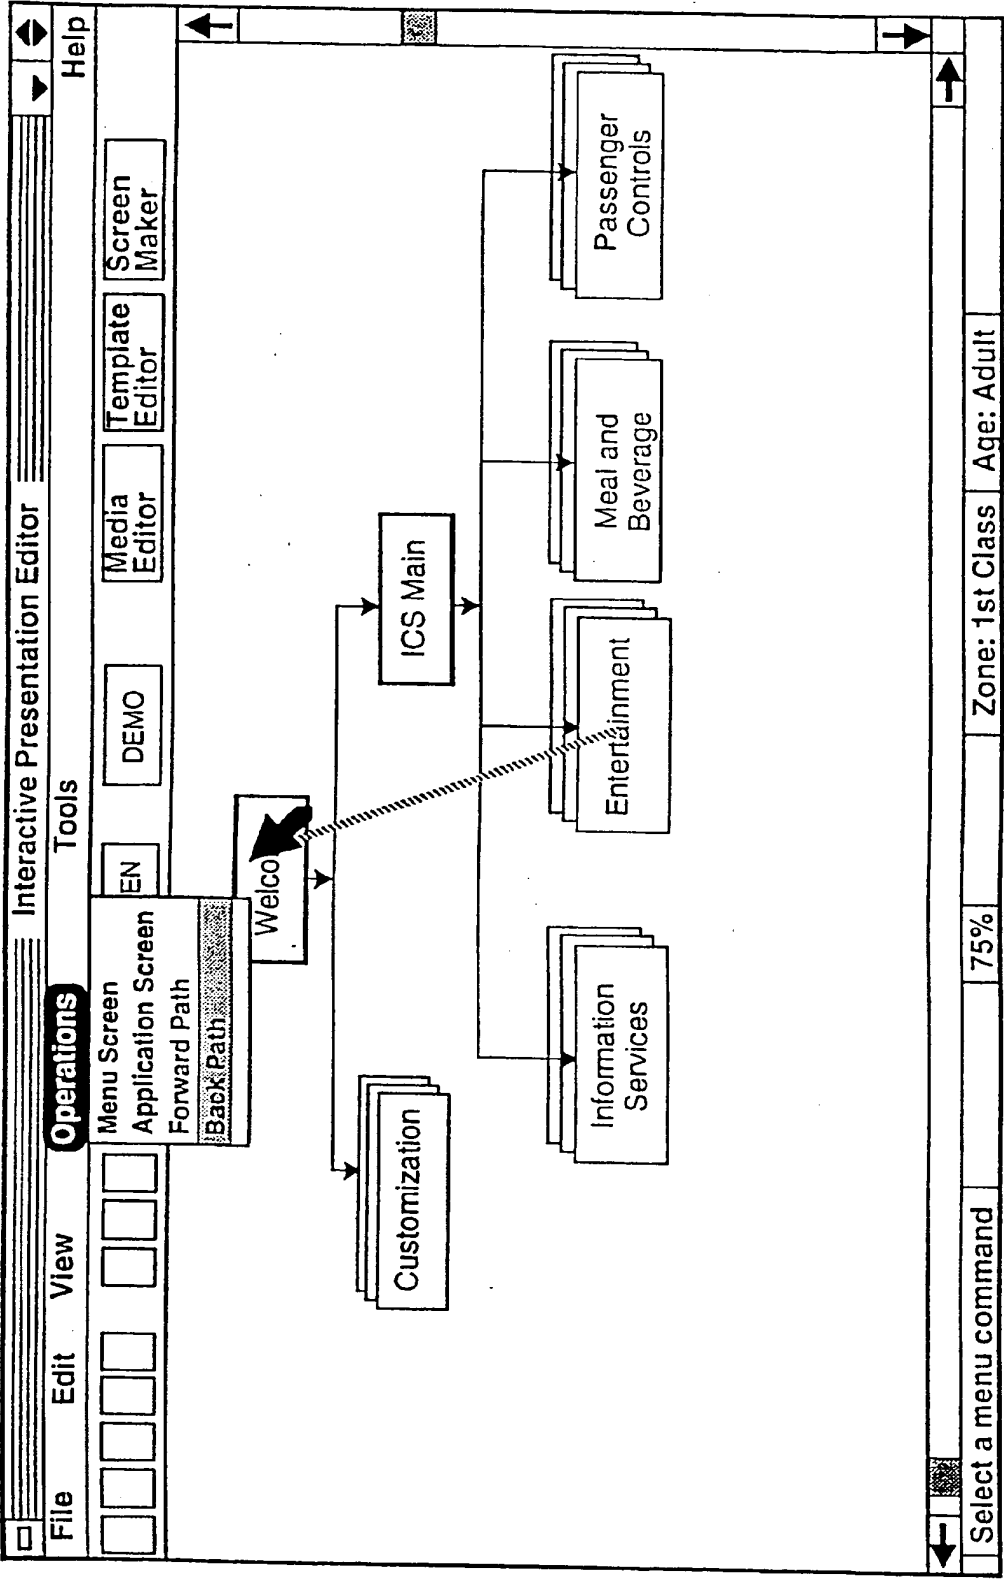 Interactive Presentation Editor
File Edit View Operations Tools Help
EN
DEMO
Media
Editor
Template
Editor
Screen
Maker
Menu Screen
Application Screen
Forward Path
Back Path
Welco
Customization
ICS Main
Information
Services
Entertainment
Meal and
Beverage
Passenger
Controls
Select a menu command 75% Zone: 1st Class Age: Adult